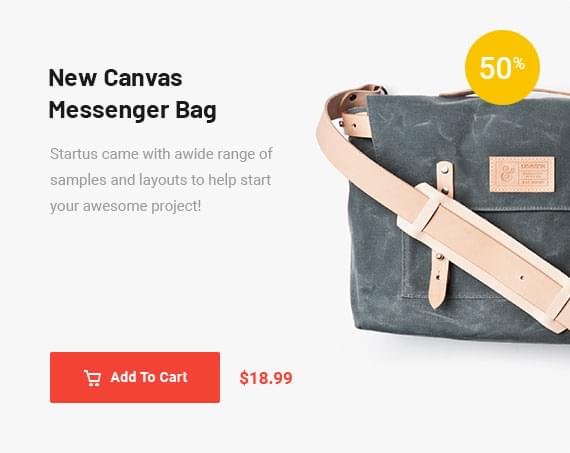 50%
New Canvas
Messenger Bag
Startus came with awide range of
samples and layouts to help start
your awesome project!
Add To Cart
$18.99